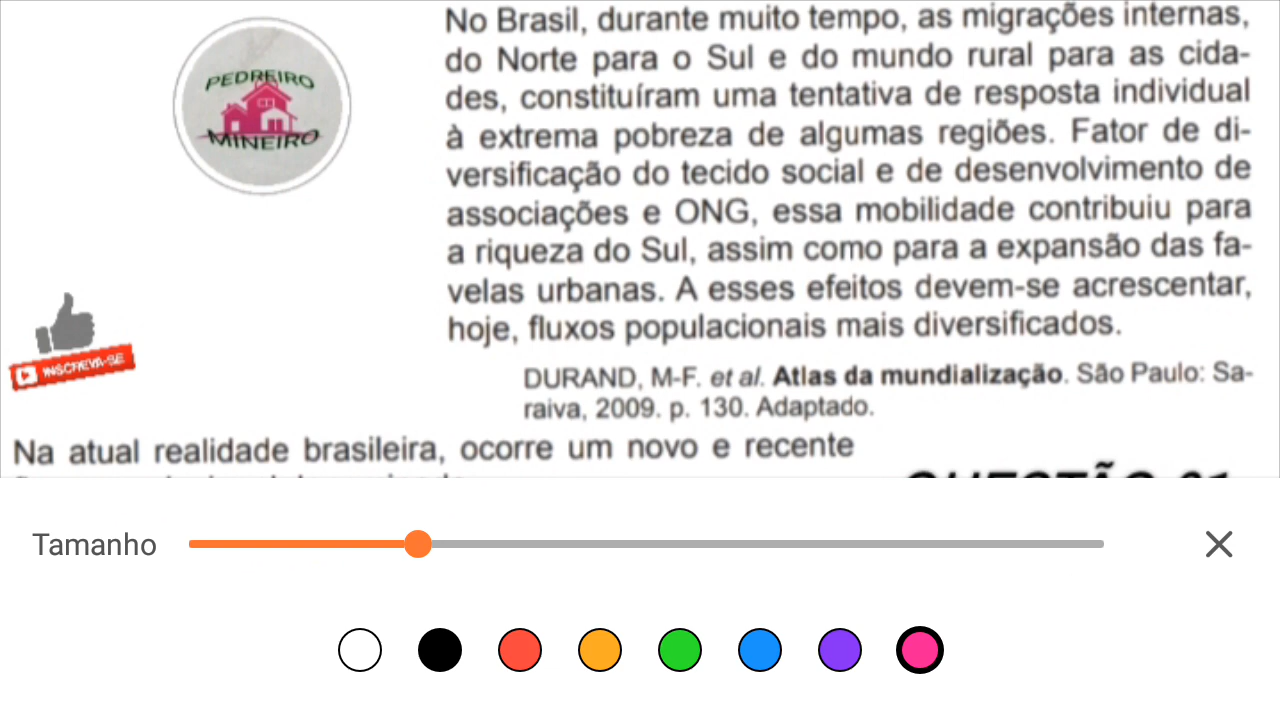 PEDREIRO
MINEIRO
INSCREVA-SE
No Brasil, durante muito tempo, as migrações internas,
do Norte para o Sul e do mundo rural para as cida-
des, constituíram uma tentativa de resposta individual
à extrema pobreza de algumas regiões. Fator de di-
versificação do tecido social e de desenvolvimento de
associações e ONG, essa mobilidade contribuiu para
a riqueza do Sul, assim como para a expansão das fa-
velas urbanas. A esses efeitos devem-se acrescentar,
hoje, fluxos populacionais mais diversificados.
DURAND, M-F. et al. Atlas da mundialização. São Paulo: Sa-
raiva, 2009. p. 130. Adaptado.
Na atual realidade brasileira, ocorre um novo e recente
QUESTÃO
Tamanho